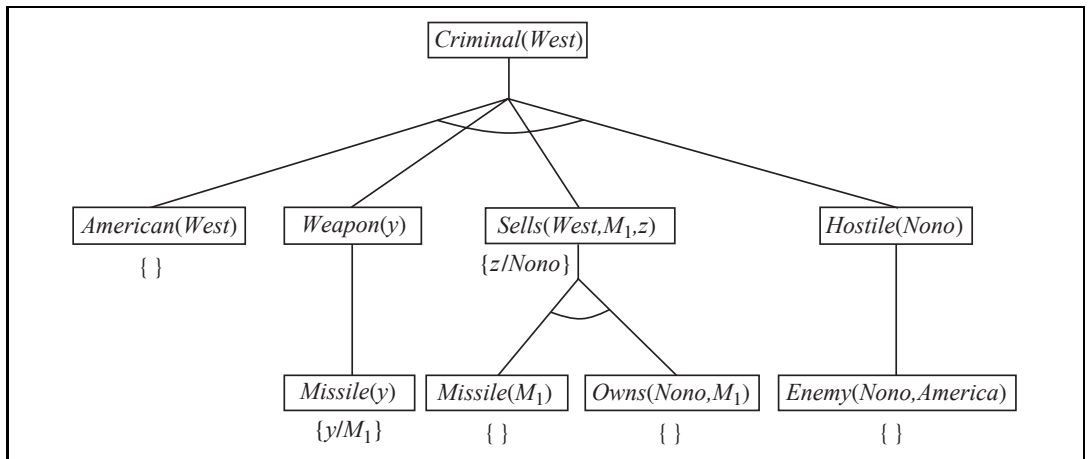 Criminal(West)
American(West) Weapon(y) Sells(West,M₁,z) Hostile(Nono)
{ } {z/Nono}
Missile(y) Missile(M₁) Owns(Nono,M₁) Enemy(Nono,America)
{y/M₁} { } { } { }